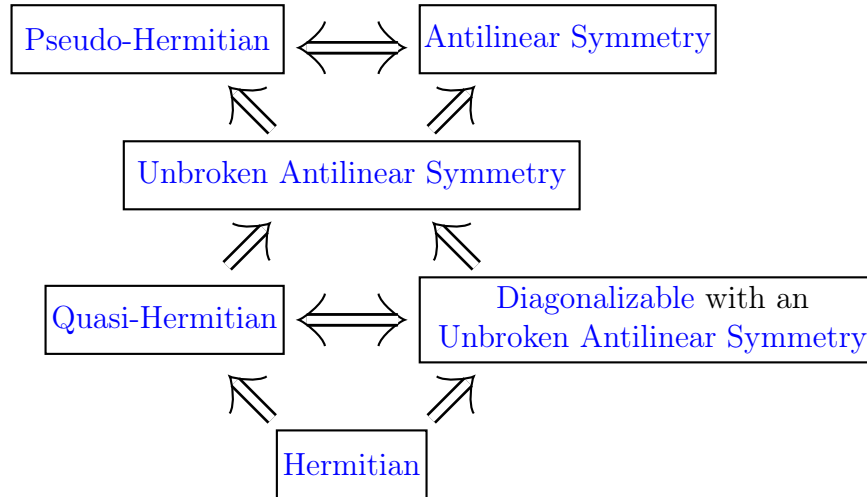 Pseudo-Hermitian
Antilinear Symmetry
Unbroken Antilinear Symmetry
Quasi-Hermitian
Diagonalizable with an
Unbroken Antilinear Symmetry
Hermitian